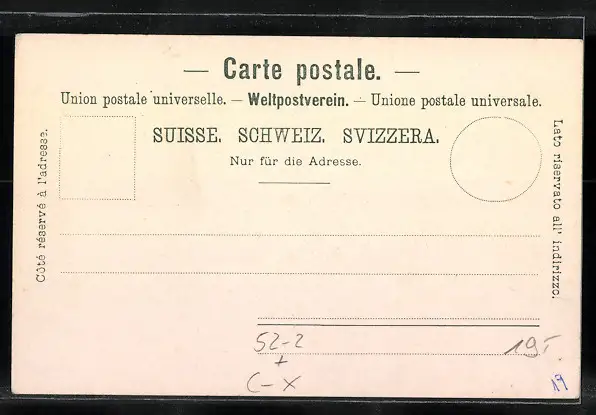 — Carte postale. —
Union postale universelle. — Weltpostverein. — Unione postale universale.
SUISSE. SCHWEIZ. SVIZZERA.
Nur für die Adresse.
Côté réservé à l'adresse.
Lato riservato all' indirizzo.
52-2
+
C-X
19